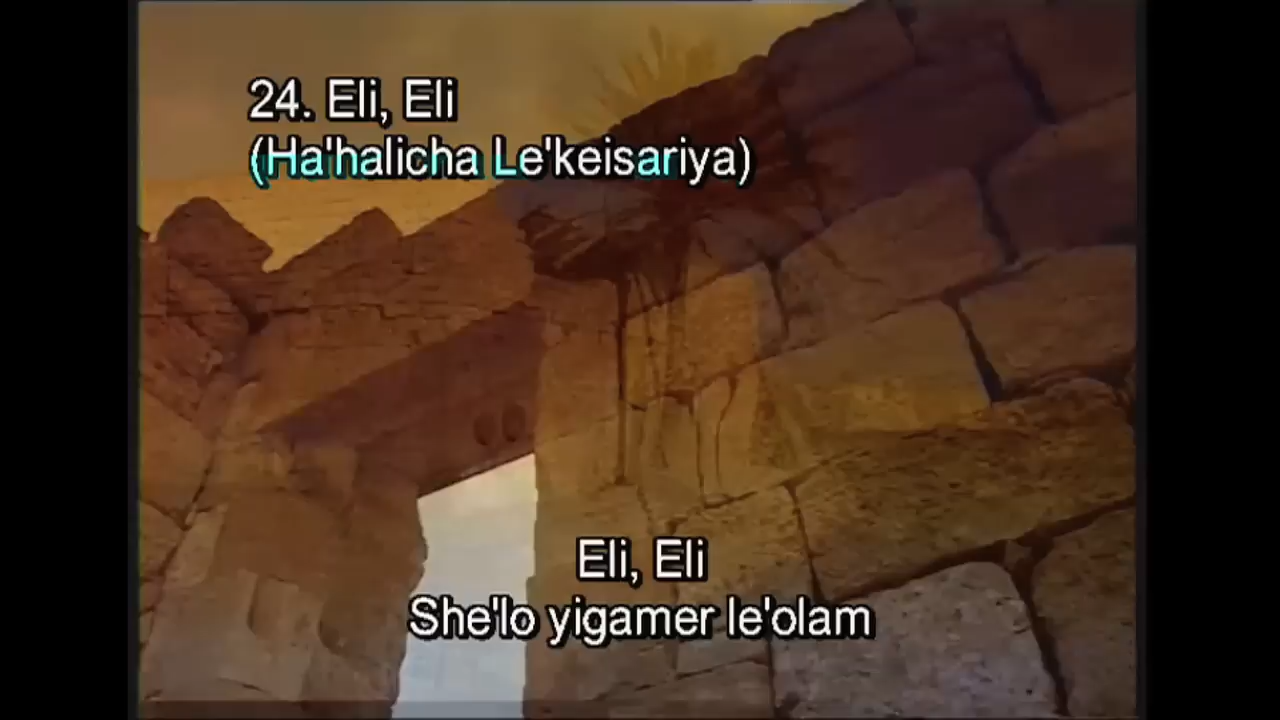 24. Eli, Eli
(Ha'halicha Le'keisariya)
Eli, Eli
She'lo yigamer le'olam